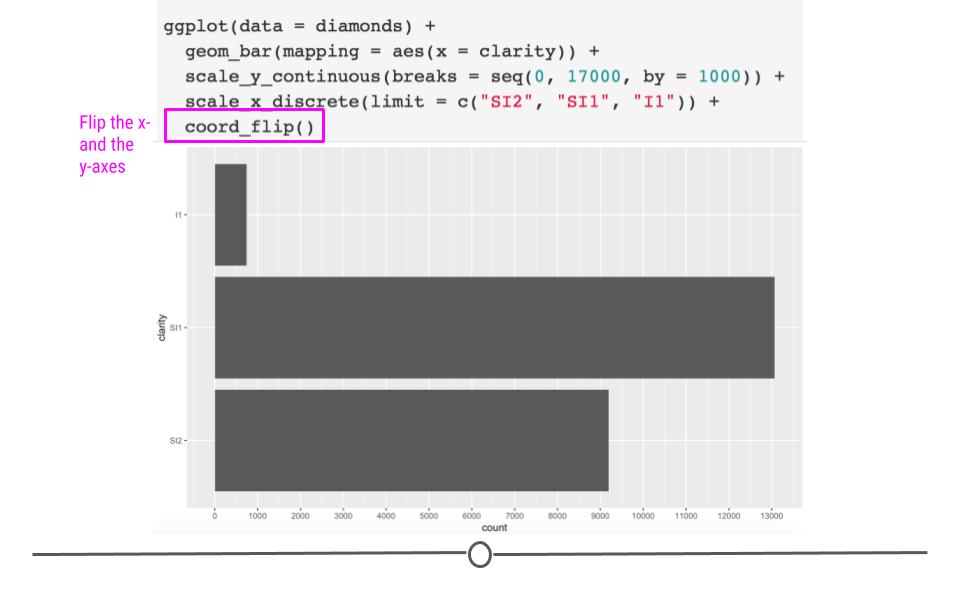 ggplot(data = diamonds) +
geom_bar(mapping = aes(x = clarity)) +
scale_y_continuous(breaks = seq(0, 17000, by = 1000)) +
scale_x_discrete(limit = c("SI2", "SI1", "I1")) +
coord_flip()
Flip the x-
and the
y-axes
I1
SI1
SI2
clarity
0 1000 2000 3000 4000 5000 6000 7000 8000 9000 10000 11000 12000 13000
count